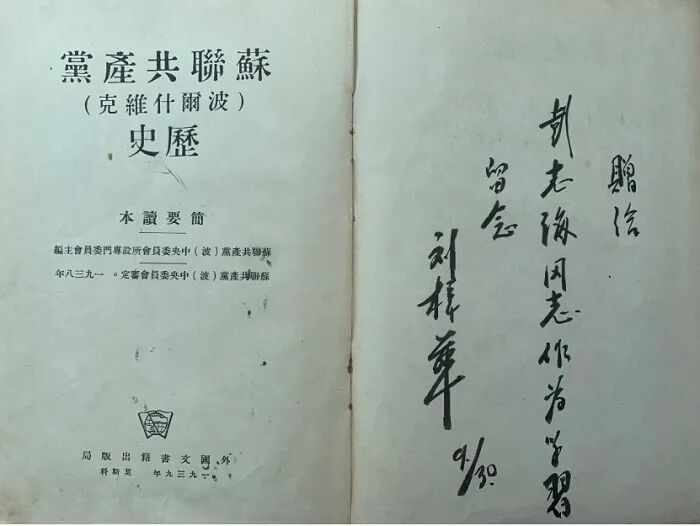 蘇聯共產黨
(波爾什維克)
歷史
簡要讀本
蘇聯共產黨(波)中央委員會所設專門委員會主編
蘇聯共產黨(波)中央委員會審定。一九三八年
外國文書籍出版局
一九三九年 莫斯科
贈给
彭志海同志作为学習
留念
刘華
9/30